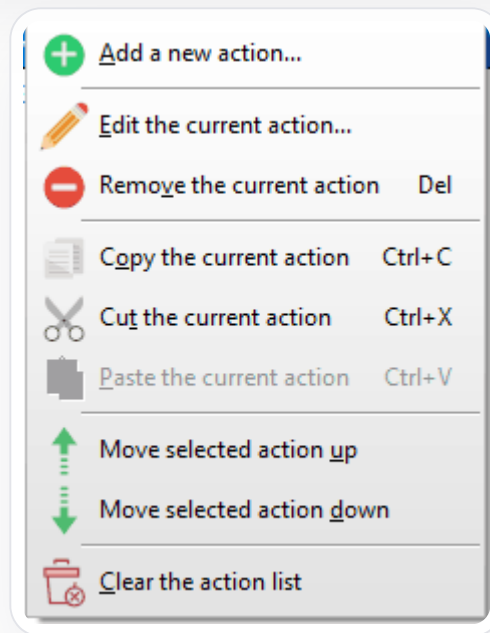 Add a new action...
Edit the current action...
Remove the current action Del
Copy the current action Ctrl+C
Cut the current action Ctrl+X
Paste the current action Ctrl+V
Move selected action up
Move selected action down
Clear the action list